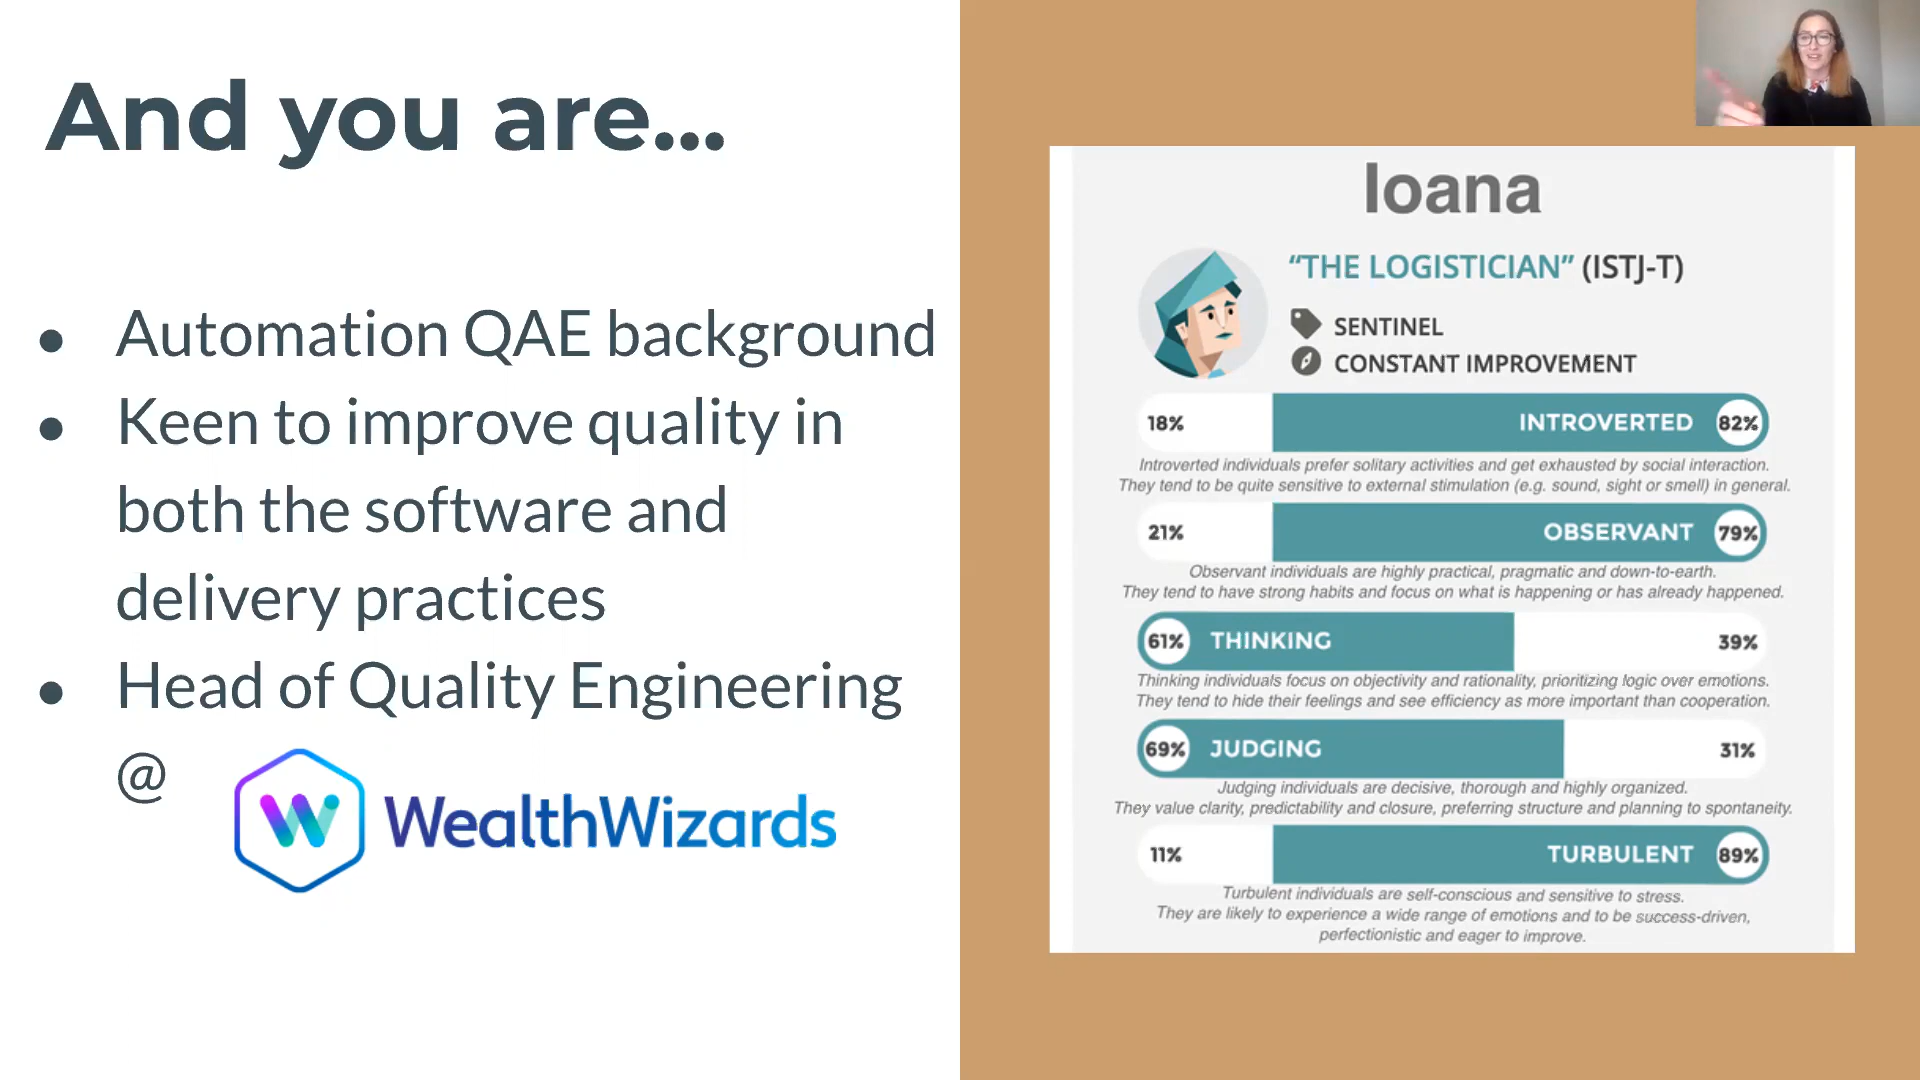 And you are...
● Automation QAE background
● Keen to improve quality in
both the software and
delivery practices
● Head of Quality Engineering
@
W WealthWizards
Ioana
“THE LOGISTICIAN” (ISTJ-T)
SENTINEL
CONSTANT IMPROVEMENT
18% INTROVERTED 82%
Introverted individuals prefer solitary activities and get exhausted by social interaction.
They tend to be quite sensitive to external stimulation (e.g. sound, sight or smell) in general.
21% OBSERVANT 79%
Observant individuals are highly practical, pragmatic and down-to-earth.
They tend to have strong habits and focus on what is happening or has already happened.
61% THINKING 39%
Thinking individuals focus on objectivity and rationality, prioritizing logic over emotions.
They tend to hide their feelings and see efficiency as more important than cooperation.
69% JUDGING 31%
Judging individuals are decisive, thorough and highly organized.
They value clarity, predictability and closure, preferring structure and planning to spontaneity.
11% TURBULENT 89%
Turbulent individuals are self-conscious and sensitive to stress.
They are likely to experience a wide range of emotions and to be success-driven,
perfectionistic and eager to improve.